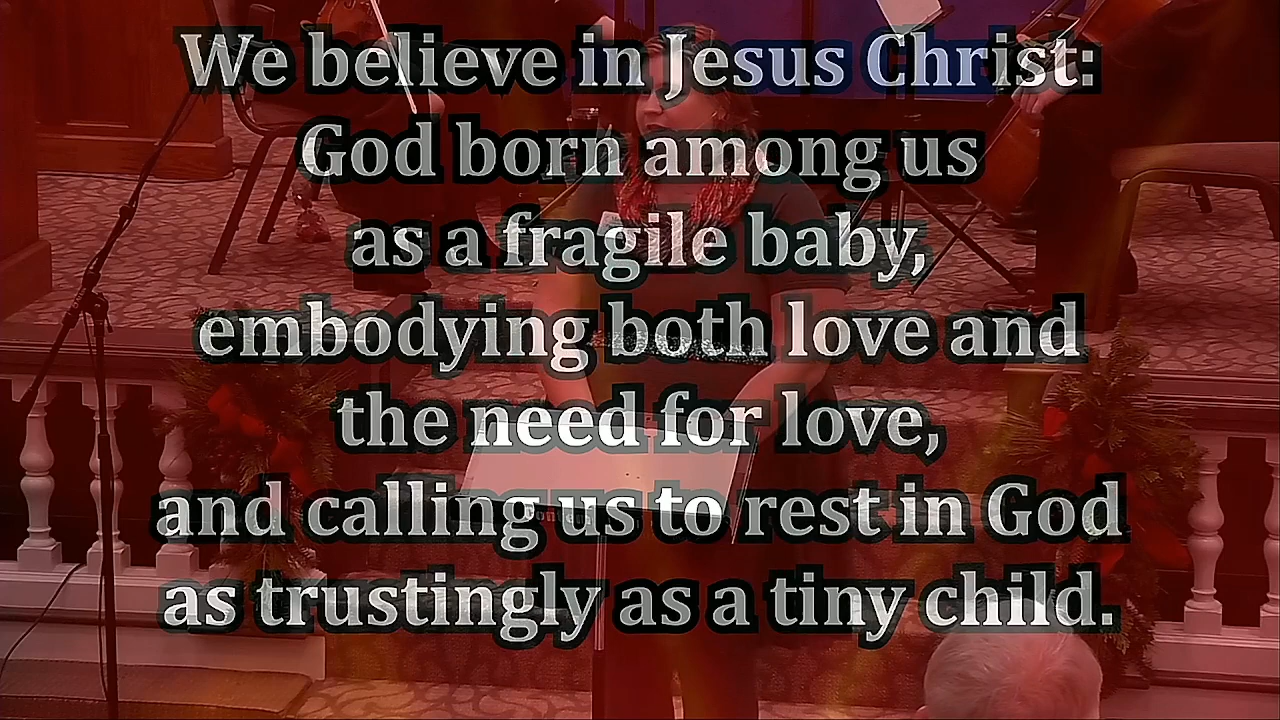 We believe in Jesus Christ:
God born among us
as a fragile baby,
embodying both love and
the need for love,
and calling us to rest in God
as trustingly as a tiny child.